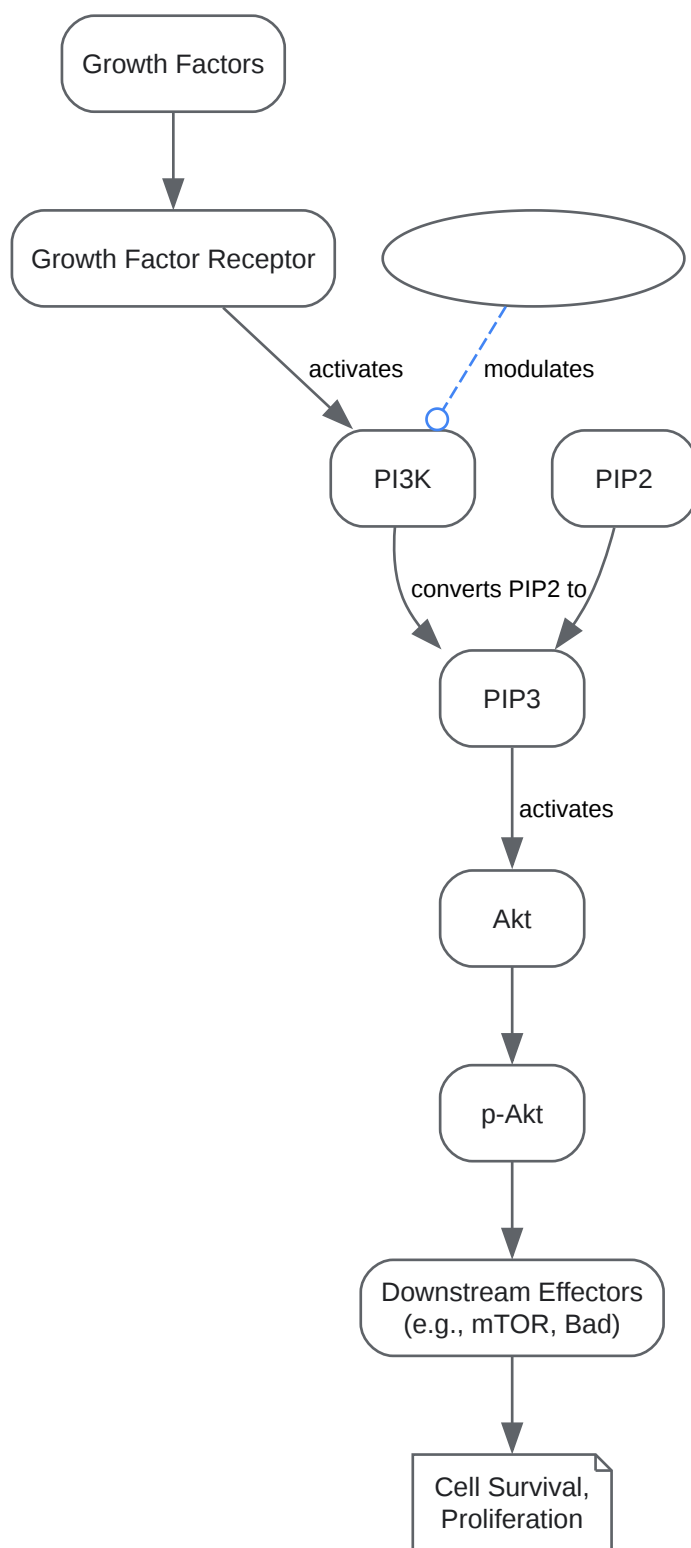 Growth Factors
Growth Factor Receptor
activates
modulates
PI3K
PIP2
converts PIP2 to
PIP3
activates
Akt
p-Akt
Downstream Effectors
(e.g., mTOR, Bad)
Cell Survival,
Proliferation